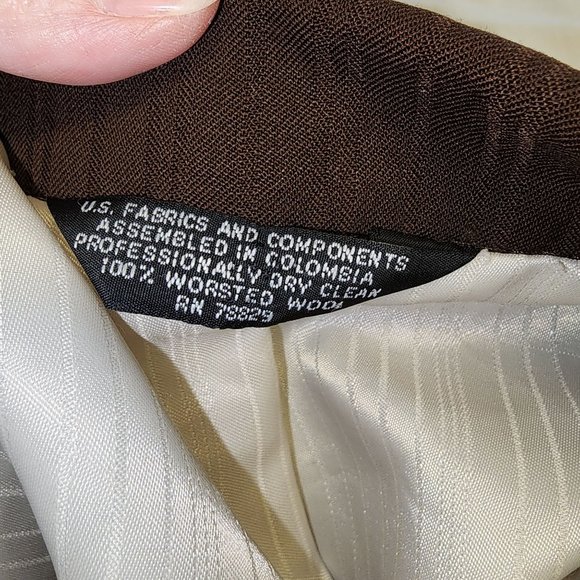 U.S. FABRICS AND COMPONENTS
ASSEMBLED IN COLOMBIA
PROFESSIONALLY DRY CLEAN
100% WORSTED WOOL
RN 78829